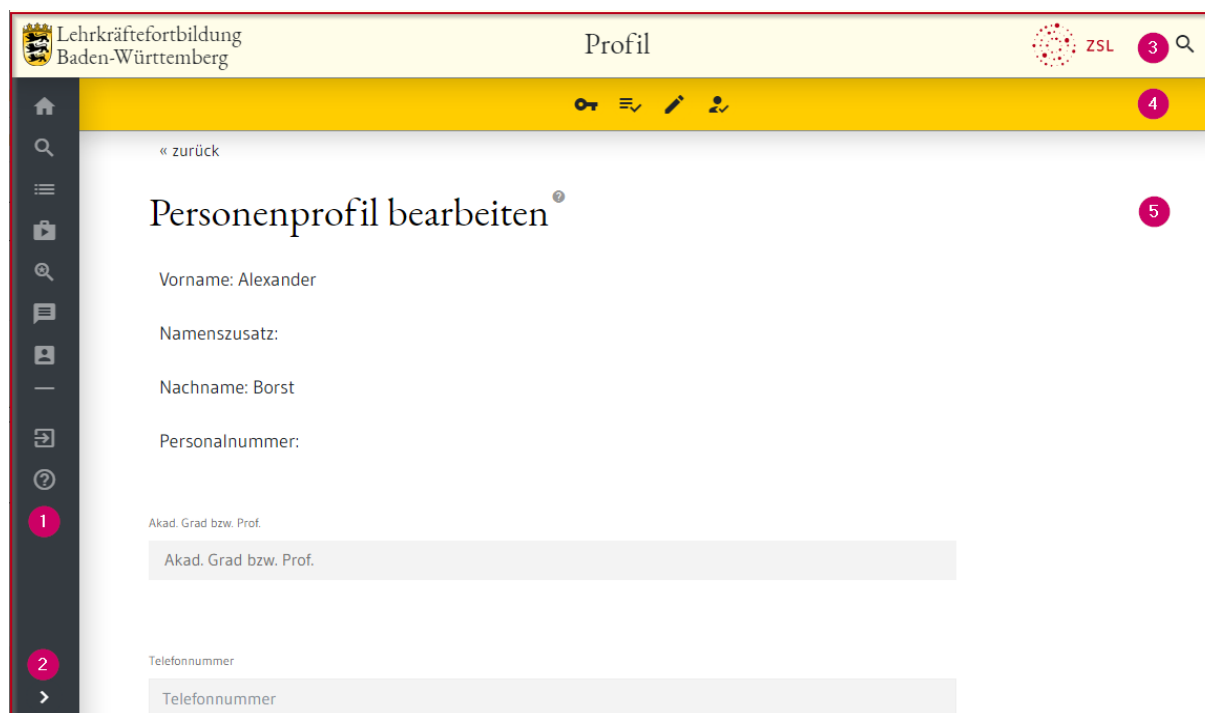 Lehrkräftefortbildung
Baden-Württemberg
Profil
ZSL
3
4
« zurück
Personenprofil bearbeiten
5
Vorname: Alexander
Namenszusatz:
Nachname: Borst
Personalnummer:
1
Akad. Grad bzw. Prof.
Akad. Grad bzw. Prof.
2
Telefonnummer
Telefonnummer